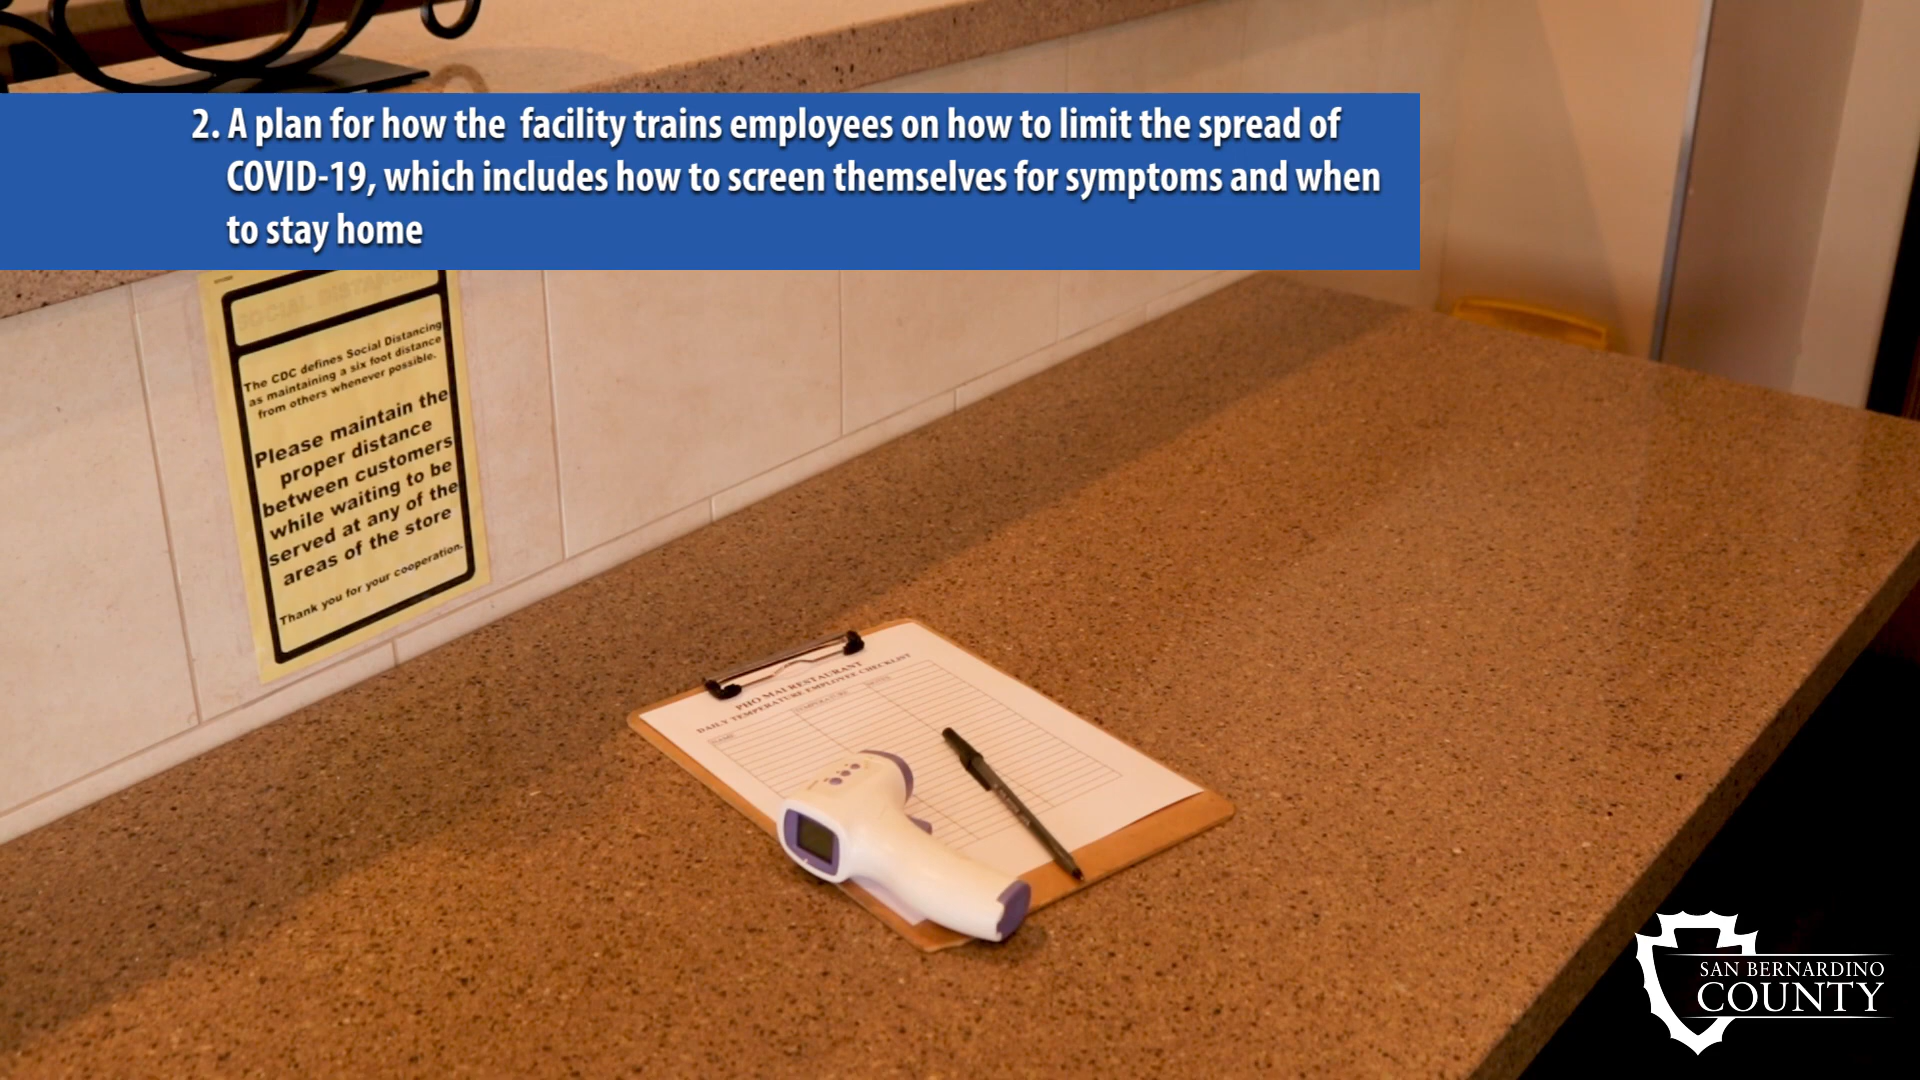 2. A plan for how the facility trains employees on how to limit the spread of
COVID-19, which includes how to screen themselves for symptoms and when
to stay home
SOCIAL DISTANCING
The CDC defines Social Distancing
as maintaining a six foot distance
from others whenever possible.
Please maintain the
proper distance
between customers
while waiting to be
served at any of the
areas of the store
Thank you for your cooperation.
PHO MAI RESTAURANT
DAILY TEMPERATURE EMPLOYEE CHECKLIST
NAME
TEMPERATURE
SAN BERNARDINO
COUNTY